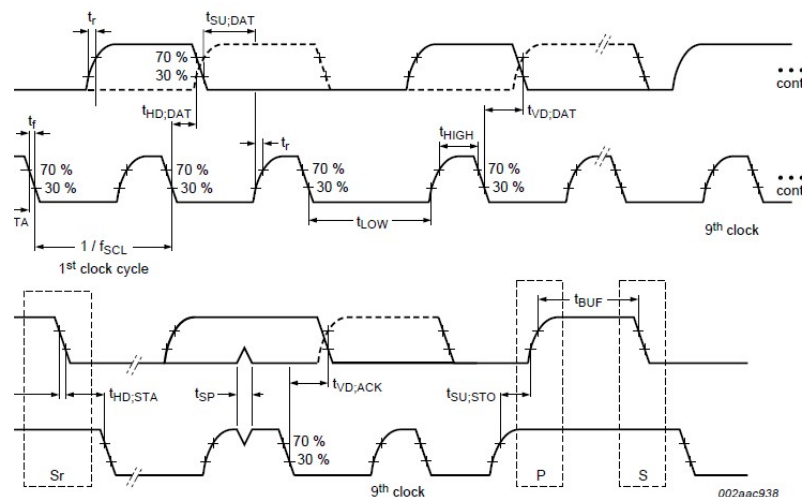 tr
tSU;DAT
70 %
30 %
cont
tHD;DAT
tVD;DAT
tf
tr
tHIGH
70 %
30 %
70 %
30 %
70 %
30 %
70 %
30 %
cont
TA
tLOW
9th clock
1 / fSCL
1st clock cycle
tBUF
tHD;STA
tSP
tVD;ACK
tSU;STO
70 %
30 %
Sr
9th clock
P
S
002aac938